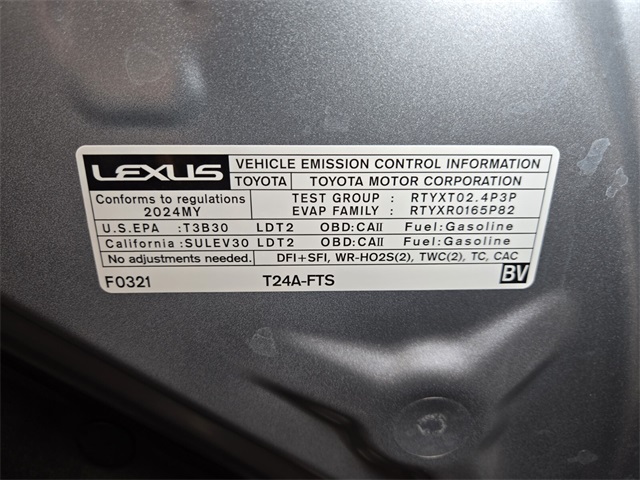 LEXUS VEHICLE EMISSION CONTROL INFORMATION
TOYOTA TOYOTA MOTOR CORPORATION
Conforms to regulations TEST GROUP : RTYXT02.4P3P
2024MY EVAP FAMILY : RTYXR0165P82
U.S.EPA :T3B30 LDT2 OBD:CAII Fuel:Gasoline
California :SULEV30 LDT2 OBD:CAII Fuel:Gasoline
No adjustments needed. DFI+SFI, WR-HO2S(2), TWC(2), TC, CAC
F0321 T24A-FTS BV